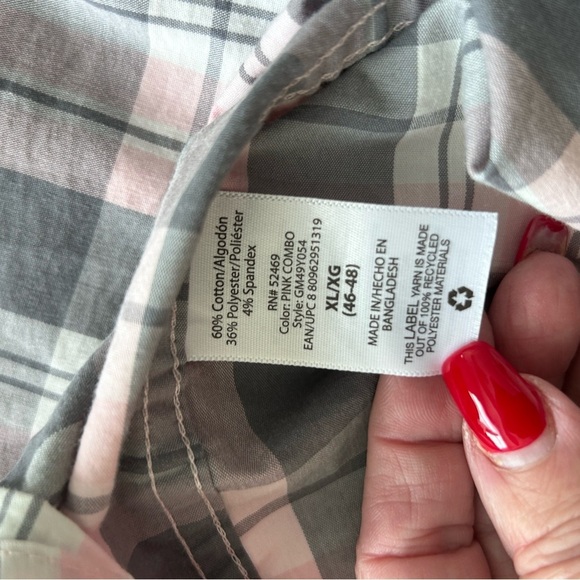 60% Cotton/Algodón
36% Polyester/Poliéster
4% Spandex
RN# 52469
Color: PINK COMBO
Style: GM49Y054
EAN/UPC 8 80962951319
XL/XG
(46-48)
MADE IN/HECHO EN
BANGLADESH
THIS LABEL YARN IS MADE
OUT OF 100% RECYCLED
POLYESTER MATERIALS